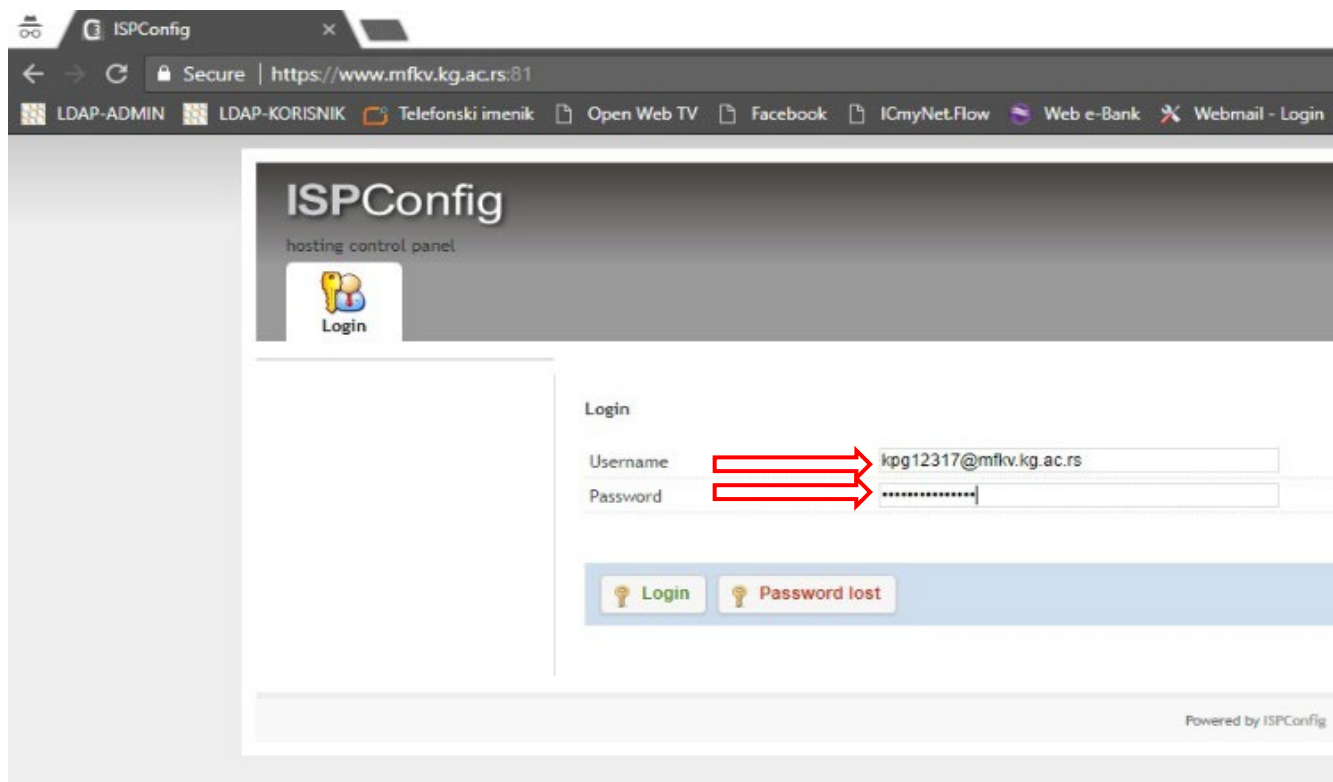 ISPConfig
Secure | https://www.mfkv.kg.ac.rs:81
LDAP-ADMIN LDAP-KORISNIK Telefonski imenik Open Web TV Facebook ICmyNet.Flow Web e-Bank Webmail - Login
ISPConfig
hosting control panel
Login
Login
Username kpg12317@mfkv.kg.ac.rs
Password •••••••••••••••
Login Password lost
Powered by ISPConfig